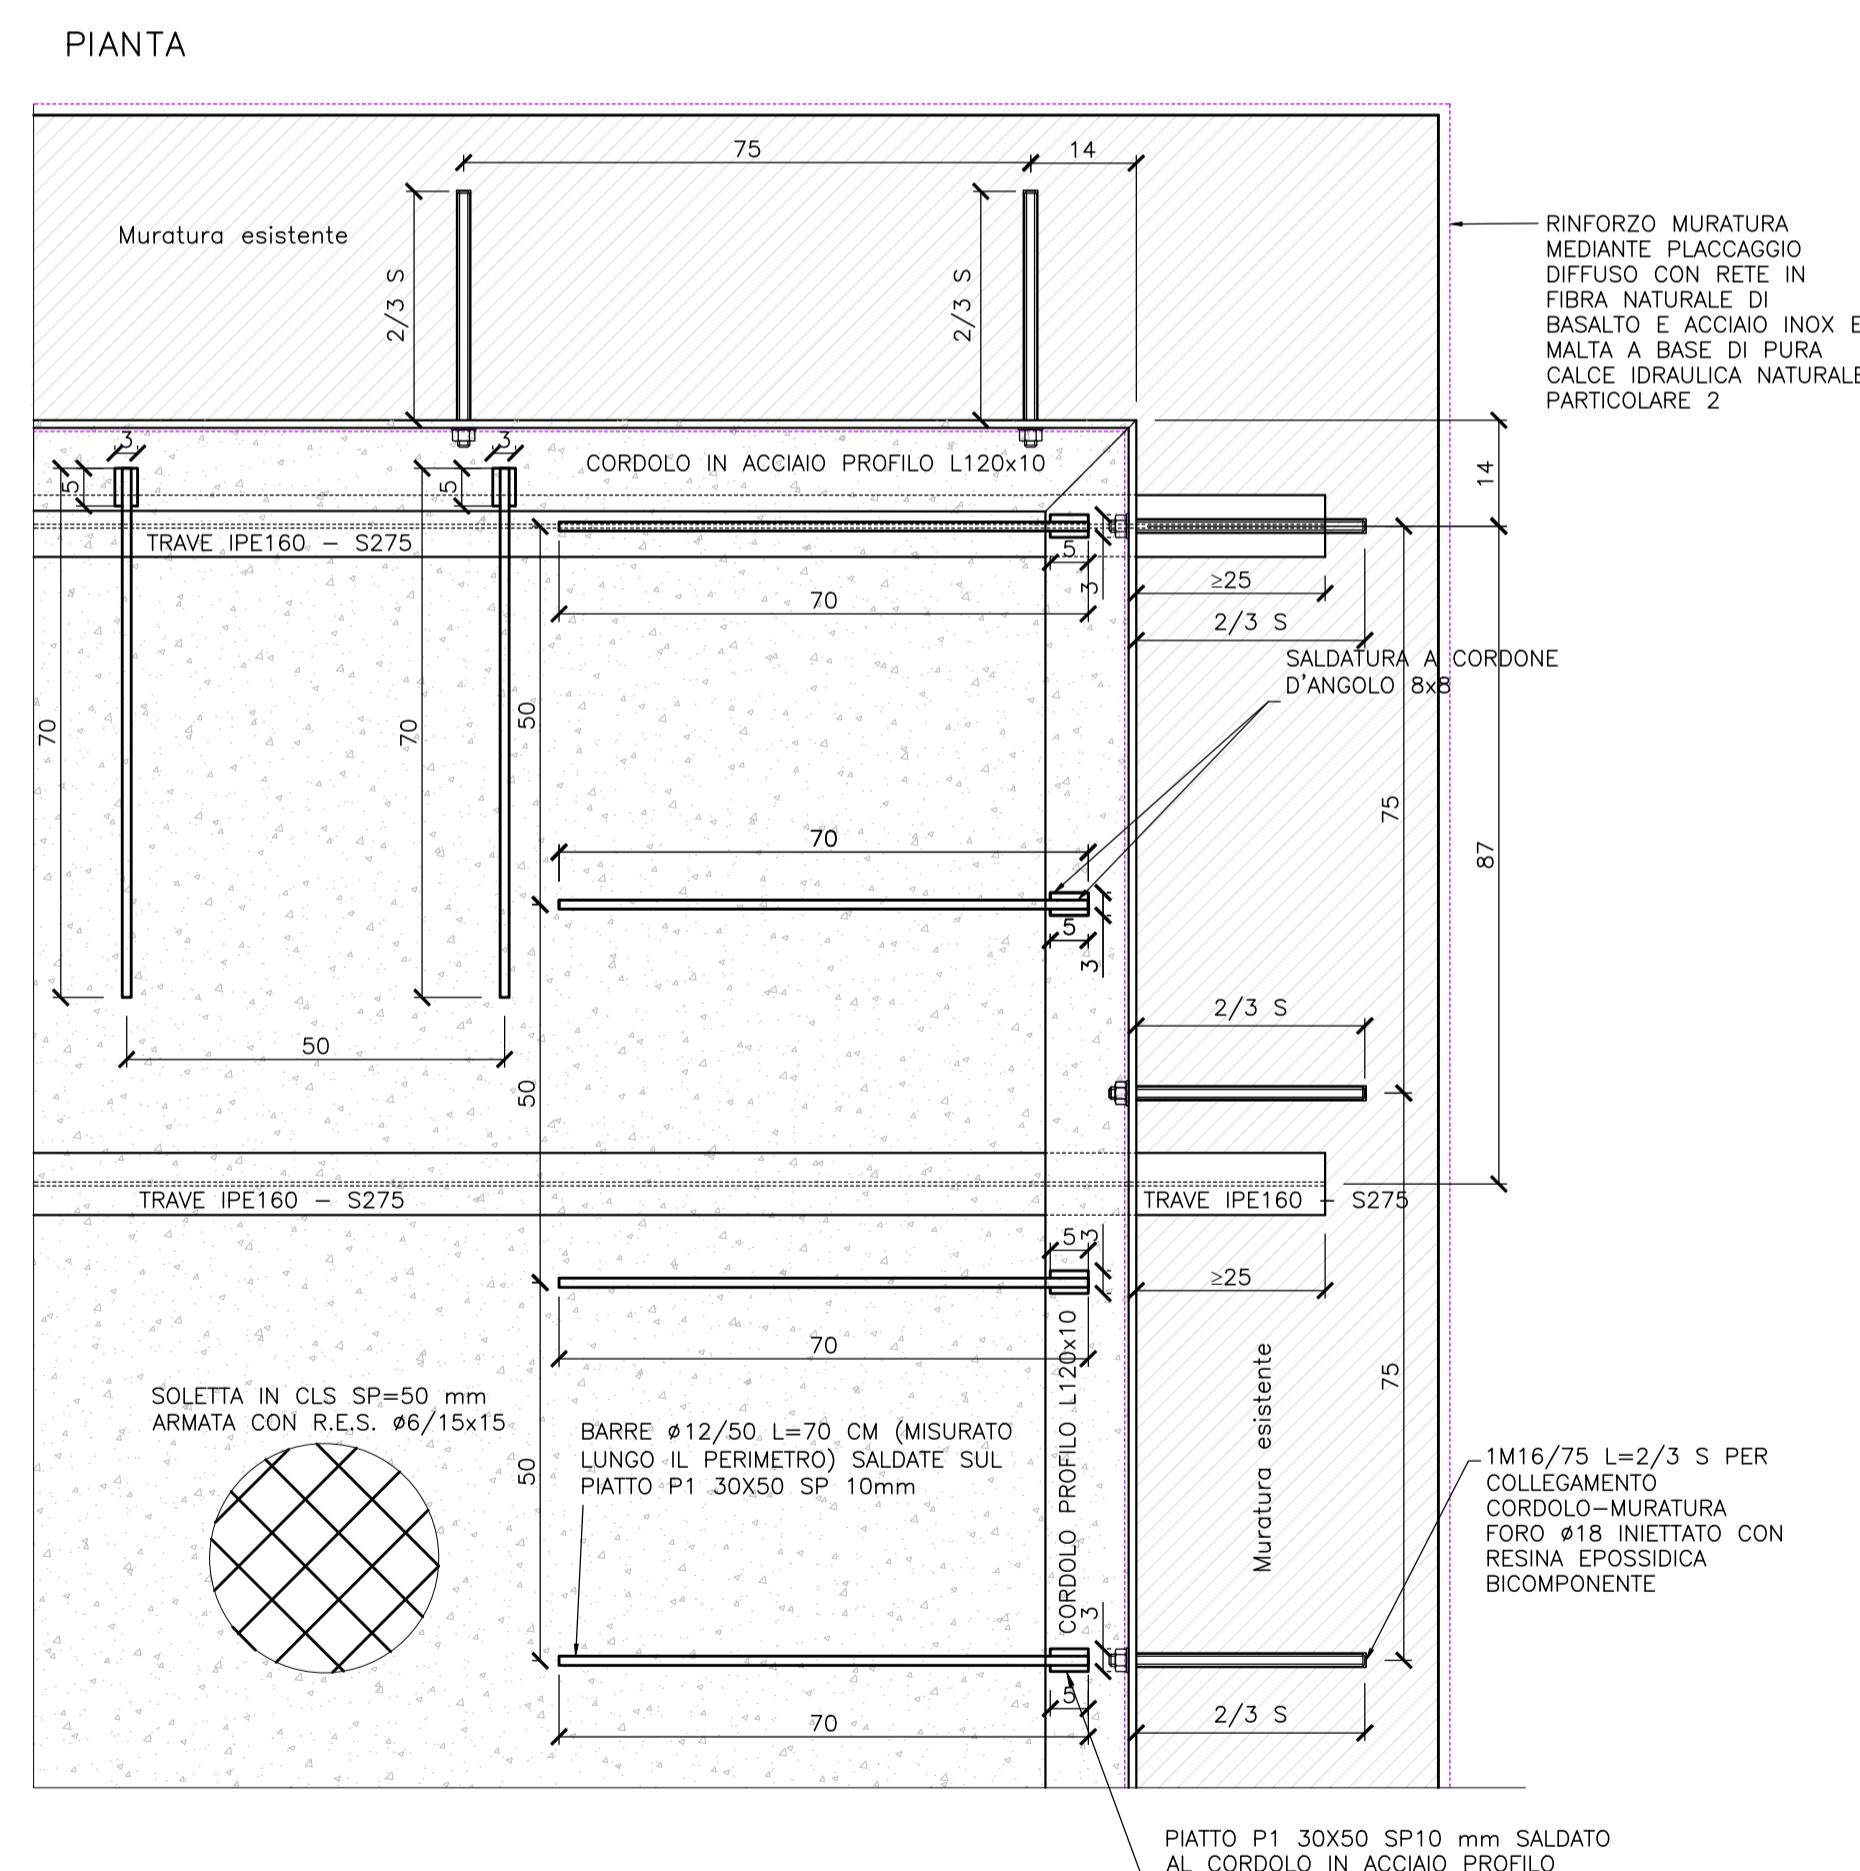 PIANTA
75
14
Muratura esistente
2/3 S
2/3 S
RINFORZO MURATURA
MEDIANTE PLACCAGGIO
DIFFUSO CON RETE IN
FIBRA NATURALE DI
BASALTO E ACCIAIO INOX E
MALTA A BASE DI PURA
CALCE IDRAULICA NATURALE
PARTICOLARE 2
3
3
CORDOLO IN ACCIAIO PROFILO L120x10
5
5
14
TRAVE IPE160 - S275
5
3
≥25
70
2/3 S
SALDATURA A CORDONE
D'ANGOLO 8x8
70
70
50
75
70
87
5
3
2/3 S
50
50
TRAVE IPE160 - S275
TRAVE IPE160 - S275
5
3
≥25
70
75
CORDOLO PROFILO L120x10
Muratura esistente
SOLETTA IN CLS SP=50 mm
ARMATA CON R.E.S. ø6/15x15
BARRE ø12/50 L=70 CM (MISURATO
LUNGO IL PERIMETRO) SALDATE SUL
PIATTO P1 30X50 SP 10mm
50
1M16/75 L=2/3 S PER
COLLEGAMENTO
CORDOLO-MURATURA
FORO ø18 INIETTATO CON
RESINA EPOSSIDICA
BICOMPONENTE
3
5
70
2/3 S
PIATTO P1 30X50 SP10 mm SALDATO
AL CORDOLO IN ACCIAIO PROFILO